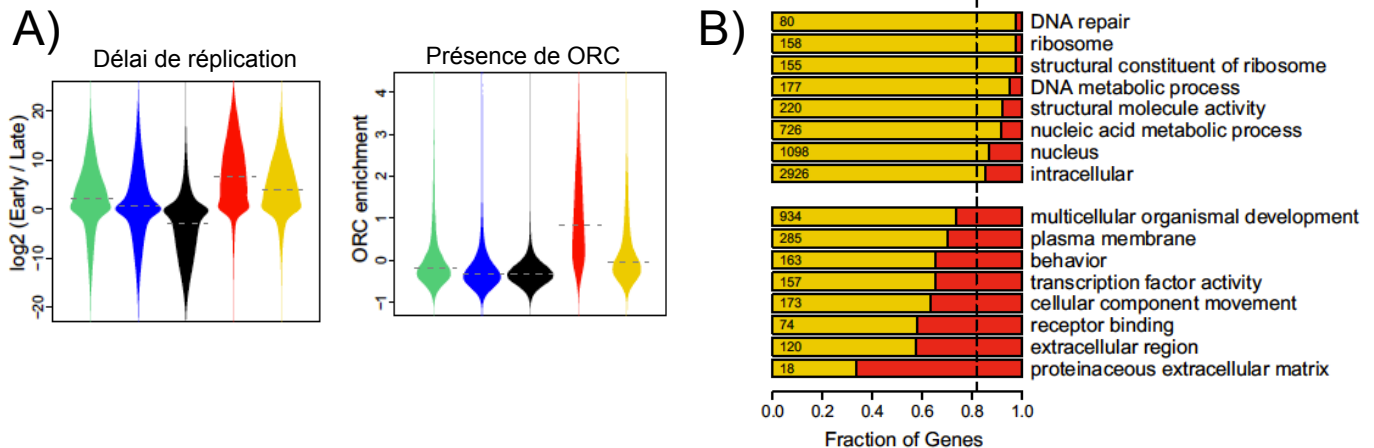 A)
Délai de réplication
log2 (Early / Late)
20
10
0
−10
−20
Présence de ORC
ORC enrichment
4
3
2
1
0
−1
B)
80 DNA repair
158 ribosome
155 structural constituent of ribosome
177 DNA metabolic process
220 structural molecule activity
726 nucleic acid metabolic process
1098 nucleus
2926 intracellular
934 multicellular organismal development
285 plasma membrane
163 behavior
157 transcription factor activity
173 cellular component movement
74 receptor binding
120 extracellular region
18 proteinaceous extracellular matrix
0.0 0.2 0.4 0.6 0.8 1.0
Fraction of Genes